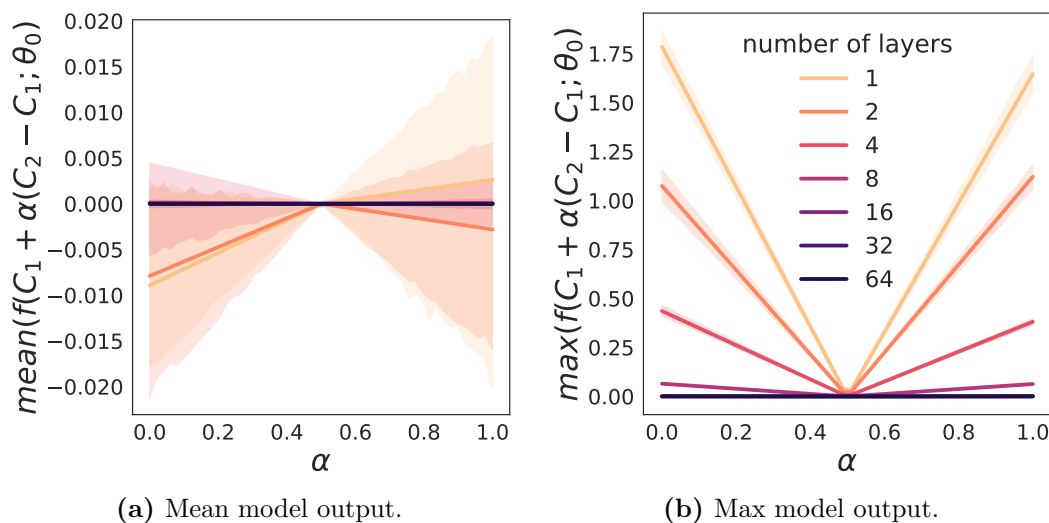 0.020
0.015
0.010
0.005
0.000
−0.005
−0.010
−0.015
−0.020
mean(f(C₁ + α(C₂ − C₁; θ₀)
0.0 0.2 0.4 0.6 0.8 1.0
α
(a) Mean model output.
1.75
1.50
1.25
1.00
0.75
0.50
0.25
0.00
max(f(C₁ + α(C₂ − C₁; θ₀)
number of layers
1
2
4
8
16
32
64
0.0 0.2 0.4 0.6 0.8 1.0
α
(b) Max model output.